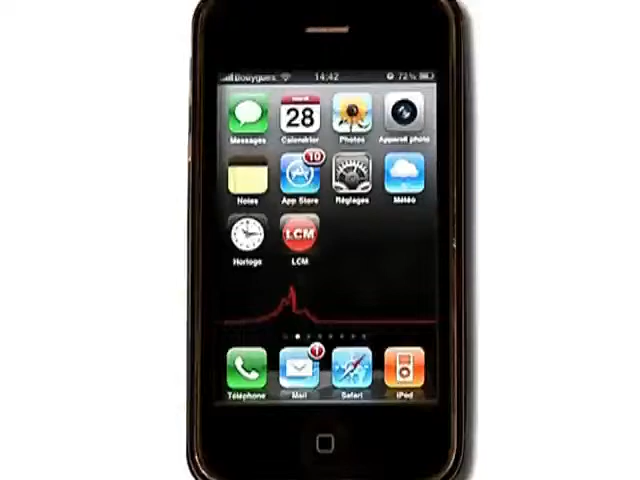 Bouygues 14:42 72%
28
Messages Calendrier Photos Appareil photo
10
Notes App Store Réglages Météo
LCM
Horloge LCM
1
Téléphone Mail Safari iPod